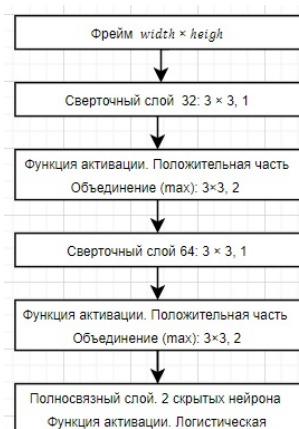 Фрейм width × heigh
Сверточный слой 32: 3 × 3, 1
Функция активации. Положительная часть
Объединение (max): 3×3, 2
Сверточный слой 64: 3 × 3, 1
Функция активации. Положительная часть
Объединение (max): 3×3, 2
Полносвязный слой. 2 скрытых нейрона
Функция активации. Логистическая